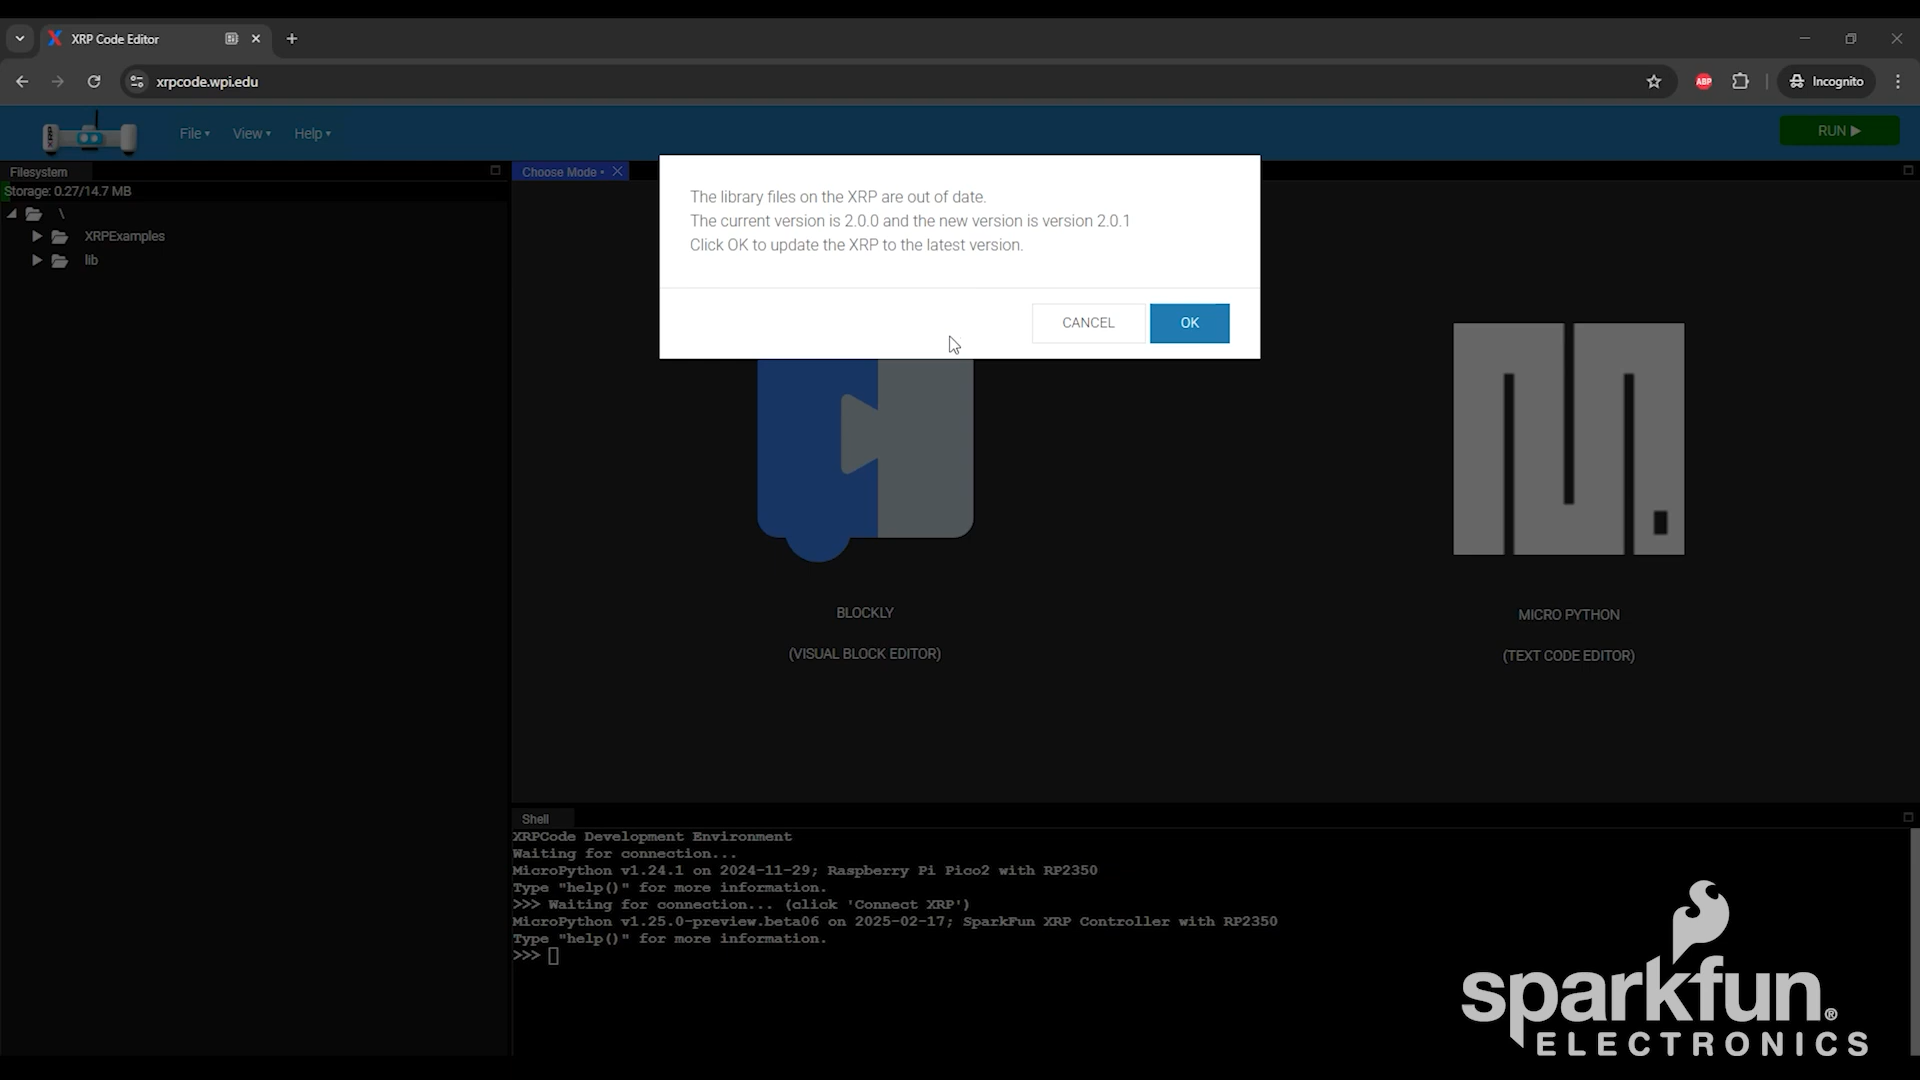 XRP Code Editor
xrpcode.wpi.edu
ABP
Incognito
XRP
File
View
Help
RUN
Filesystem
Choose Mode
Storage: 0.27/14.7 MB
\
XRPExamples
lib
The library files on the XRP are out of date.
The current version is 2.0.0 and the new version is version 2.0.1
Click OK to update the XRP to the latest version.
CANCEL
OK
BLOCKLY
(VISUAL BLOCK EDITOR)
MICRO PYTHON
(TEXT CODE EDITOR)
Shell
XRPCode Development Environment
Waiting for connection...
MicroPython v1.24.1 on 2024-11-29; Raspberry Pi Pico2 with RP2350
Type "help()" for more information.
>>> Waiting for connection... (click 'Connect XRP')
MicroPython v1.25.0-preview.beta06 on 2025-02-17; SparkFun XRP Controller with RP2350
Type "help()" for more information.
>>>
sparkfun®
ELECTRONICS